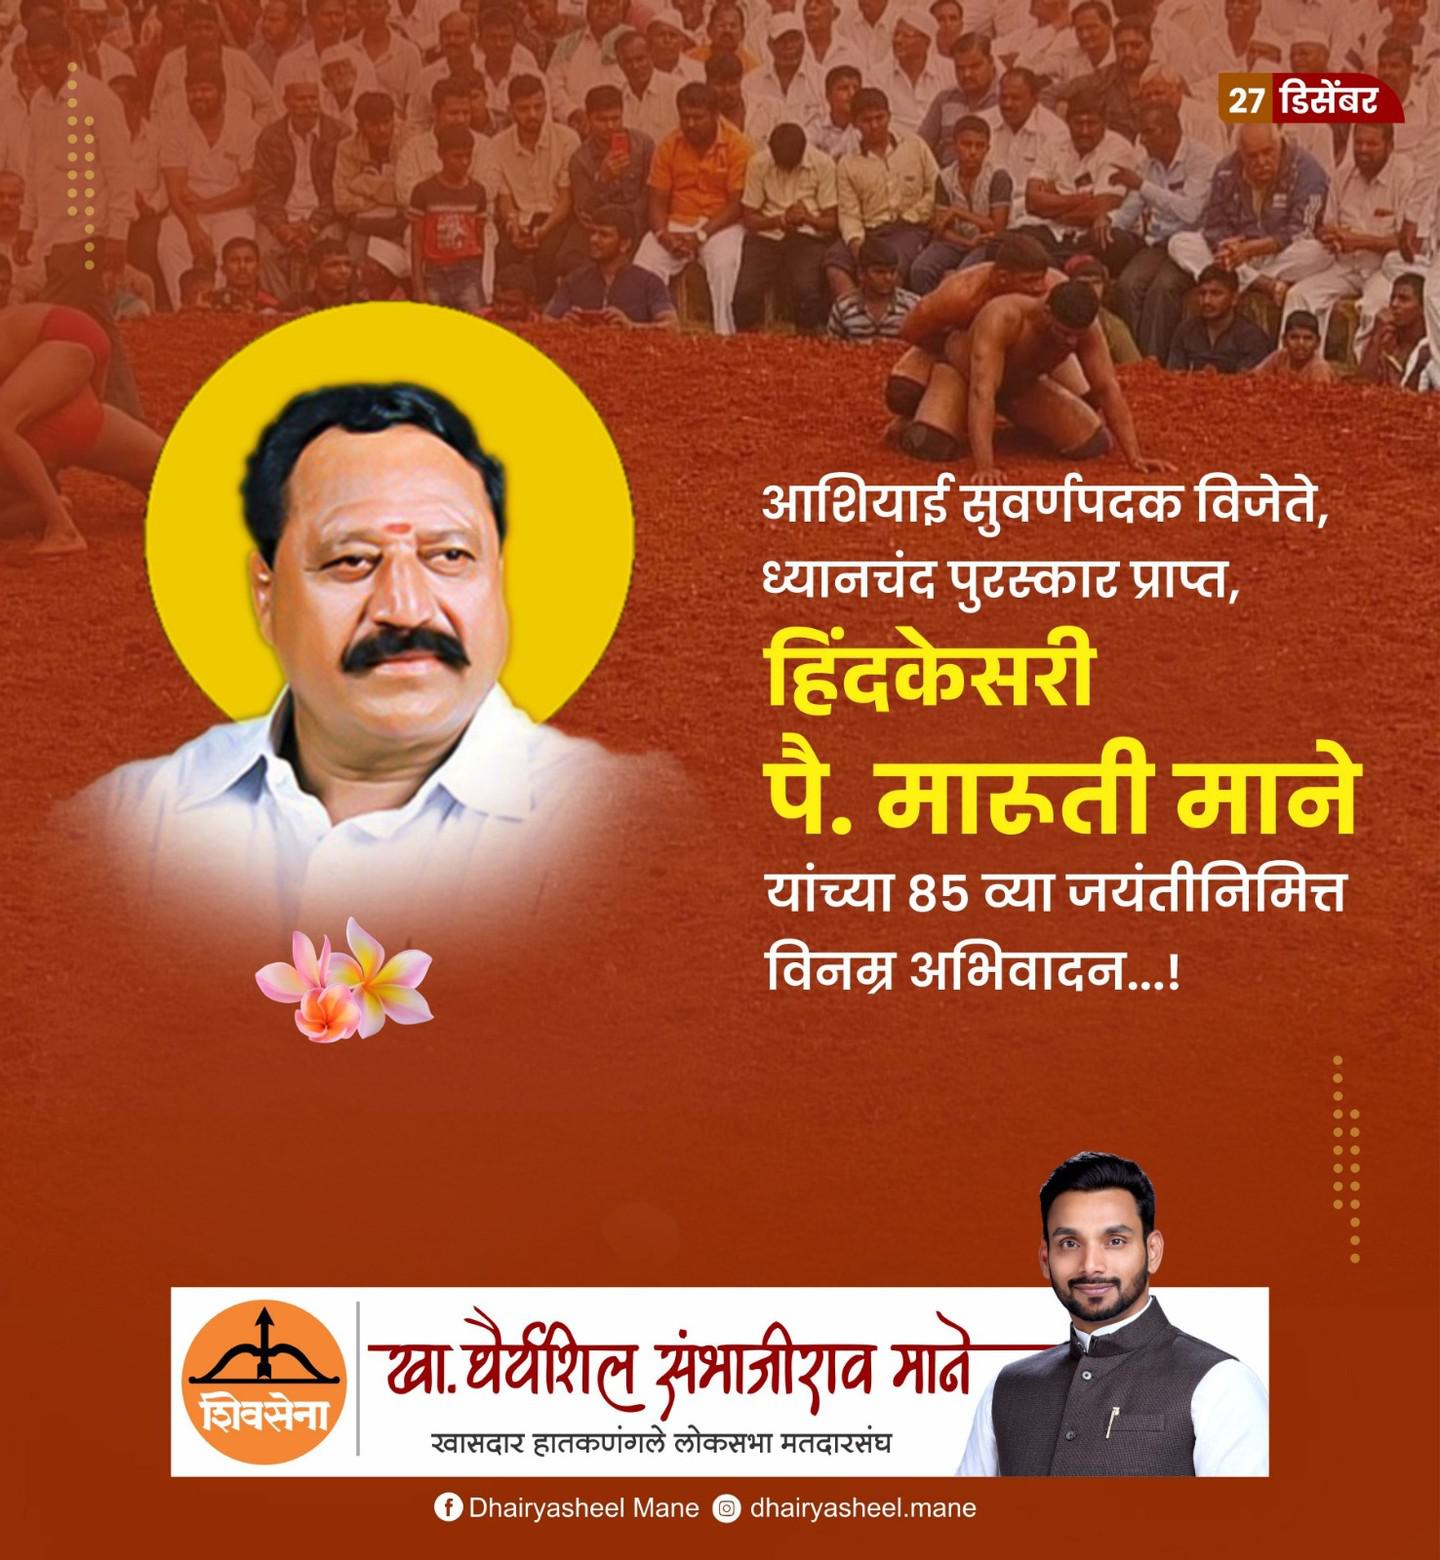 27 डिसेंबर
आशियाई सुवर्णपदक विजेते,
ध्यानचंद पुरस्कार प्राप्त,
हिंदकेसरी
पै. मारूती माने
यांच्या 85 व्या जयंतीनिमित्त
विनम्र अभिवादन...!
शिवसेना
खा. धैर्यशिल संभाजीराव माने
खासदार हातकणंगले लोकसभा मतदारसंघ
Dhairyasheel Mane dhairyasheel.mane